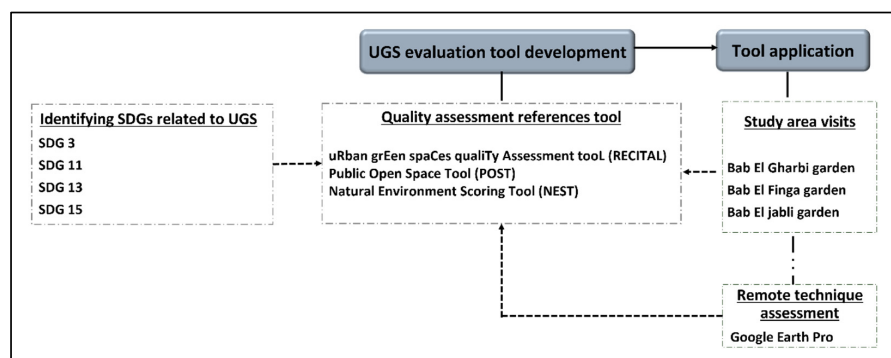 UGS evaluation tool development
Tool application
Identifying SDGs related to UGS
SDG 3
SDG 11
SDG 13
SDG 15
Quality assessment references tool
uRban grEen spaCes qualiTy Assessment tooL (RECITAL)
Public Open Space Tool (POST)
Natural Environment Scoring Tool (NEST)
Study area visits
Bab El Gharbi garden
Bab El Finga garden
Bab El jabli garden
Remote technique
assessment
Google Earth Pro